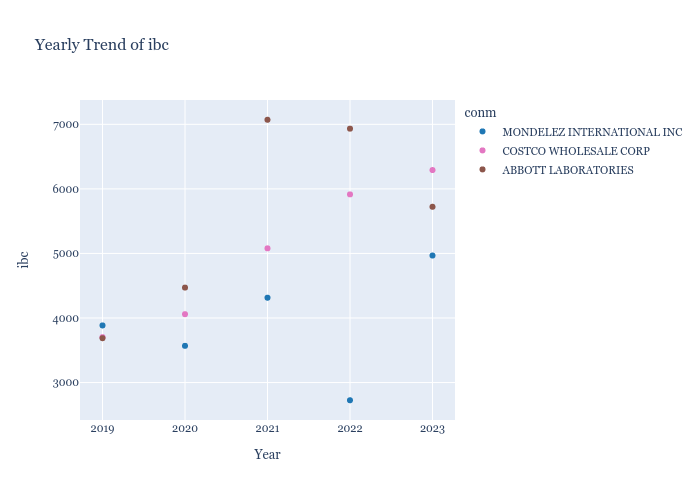 Yearly Trend of ibc
conm
MONDELEZ INTERNATIONAL INC
COSTCO WHOLESALE CORP
ABBOTT LABORATORIES
7000
6000
5000
4000
3000
ibc
2019 2020 2021 2022 2023
Year